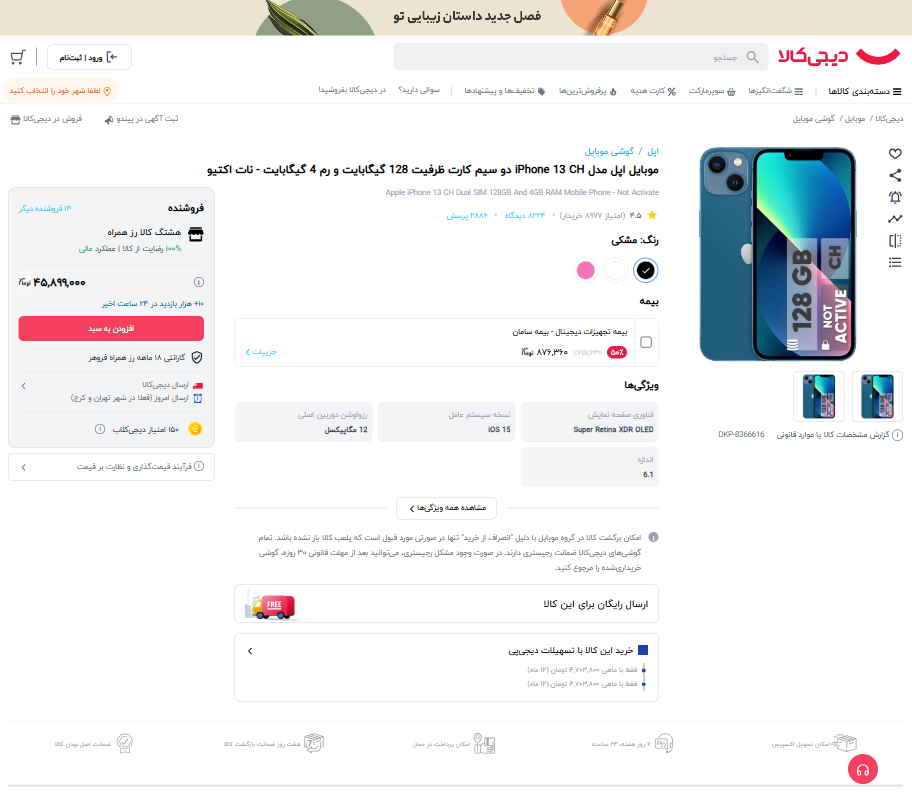 فصل جدید داستان زیبایی تو
دیجی‌کالا
جستجو
ورود | ثبت‌نام
دسته‌بندی کالاها
شگفت‌انگیزها
سوپرمارکت
کارت هدیه
پرفروش‌ترین‌ها
تخفیف‌ها و پیشنهادها
سوالی دارید؟
در دیجی‌کالا بفروشید!
لطفا شهر خود را انتخاب کنید
دیجی‌کالا / موبایل / گوشی موبایل
ثبت آگهی در پیندو
فروش در دیجی‌کالا
128 GB
CH
NOT ACTIVE
گزارش مشخصات کالا یا موارد قانونی
DKP-8366616
اپل / گوشی موبایل
موبایل اپل مدل iPhone 13 CH دو سیم کارت ظرفیت 128 گیگابایت و رم 4 گیگابایت - نات اکتیو
Apple iPhone 13 CH Dual SIM 128GB And 4GB RAM Mobile Phone - Not Activate
۴.۵ (امتیاز ۸۹۷۷ خریدار) • ۸۲۲۴ دیدگاه • ۲۸۸۶ پرسش
رنگ: مشکی
بیمه
بیمه تجهیزات دیجیتال - بیمه سامان
۵۰٪ ۸۷۶,۳۶۰ تومان
جزییات
ویژگی‌ها
فناوری صفحه نمایش
Super Retina XDR OLED
نسخه سیستم عامل
iOS 15
رزولوشن دوربین اصلی
12 مگاپیکسل
اندازه
6.1
مشاهده همه ویژگی‌ها
امکان برگشت کالا در گروه موبایل با دلیل "انصراف از خرید" تنها در صورتی مورد قبول است که پلمب کالا باز نشده باشد. تمام
گوشی‌های دیجی‌کالا ضمانت رجیستری دارند. در صورت وجود مشکل رجیستری، می‌توانید بعد از مهلت قانونی ۳۰ روزه، گوشی
خریداری‌شده را مرجوع کنید.
ارسال رایگان برای این کالا
FREE
خرید این کالا با تسهیلات دیجی‌پی
فقط با ماهی ۴,۷۰۳,۸۰۰ تومان (۱۲ ماه)
فقط با ماهی ۴,۷۰۳,۸۰۰ تومان (۱۲ ماه)
فروشنده
۱۴ فروشنده دیگر
هشتگ کالا رز همراه
۱۰۰٪ رضایت از کالا | عملکرد عالی
۴۵,۸۹۹,۰۰۰ تومان
۱۰+ هزار بازدید در ۲۴ ساعت اخیر
افزودن به سبد
گارانتی ۱۸ ماهه رز همراه فروهر
ارسال دیجی‌کالا
ارسال امروز (فعلا در شهر تهران و کرج)
۱۵۰ امتیاز دیجی‌کلاب
فرآیند قیمت‌گذاری و نظارت بر قیمت
امکان تحویل اکسپرس
۷ روز هفته، ۲۴ ساعته
امکان پرداخت در محل
هفت روز ضمانت بازگشت کالا
ضمانت اصل بودن کالا